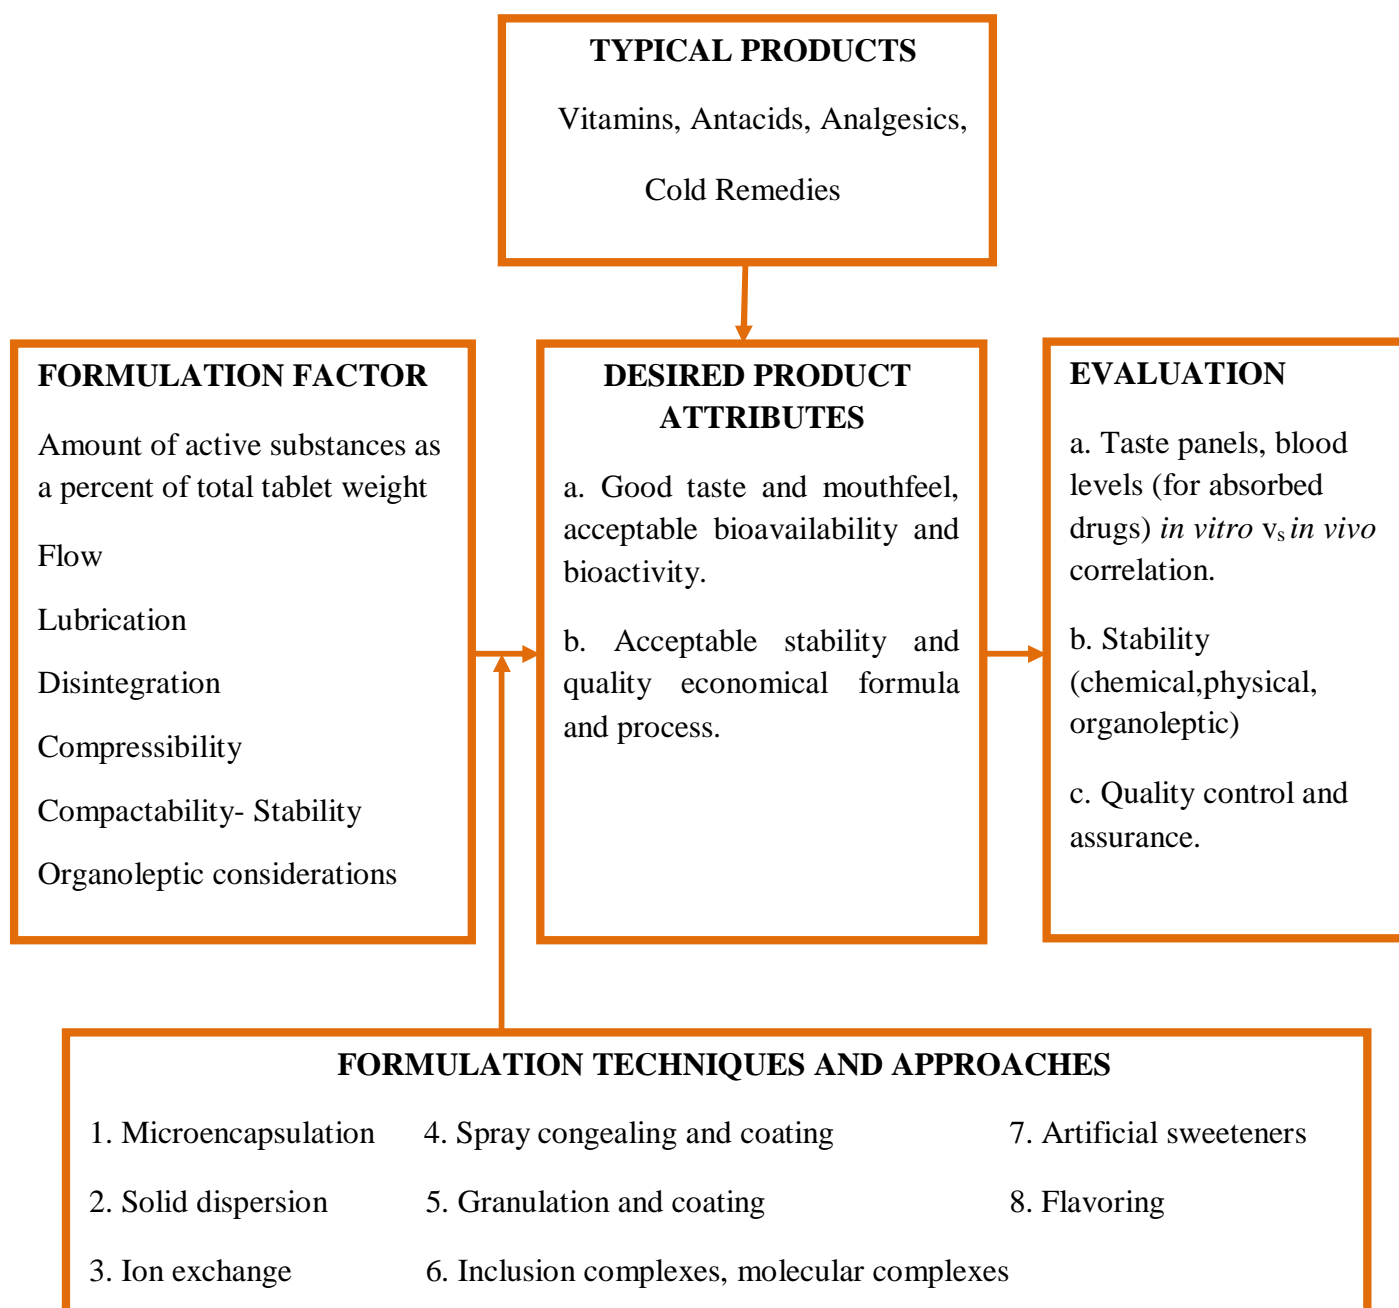 TYPICAL PRODUCTS
Vitamins, Antacids, Analgesics,
Cold Remedies
FORMULATION FACTOR
Amount of active substances as
a percent of total tablet weight
Flow
Lubrication
Disintegration
Compressibility
Compactability- Stability
Organoleptic considerations
DESIRED PRODUCT
ATTRIBUTES
a. Good taste and mouthfeel,
acceptable bioavailability and
bioactivity.
b. Acceptable stability and
quality economical formula
and process.
EVALUATION
a. Taste panels, blood
levels (for absorbed
drugs) in vitro vs in vivo
correlation.
b. Stability
(chemical,physical,
organoleptic)
c. Quality control and
assurance.
FORMULATION TECHNIQUES AND APPROACHES
1. Microencapsulation 4. Spray congealing and coating 7. Artificial sweeteners
2. Solid dispersion 5. Granulation and coating 8. Flavoring
3. Ion exchange 6. Inclusion complexes, molecular complexes